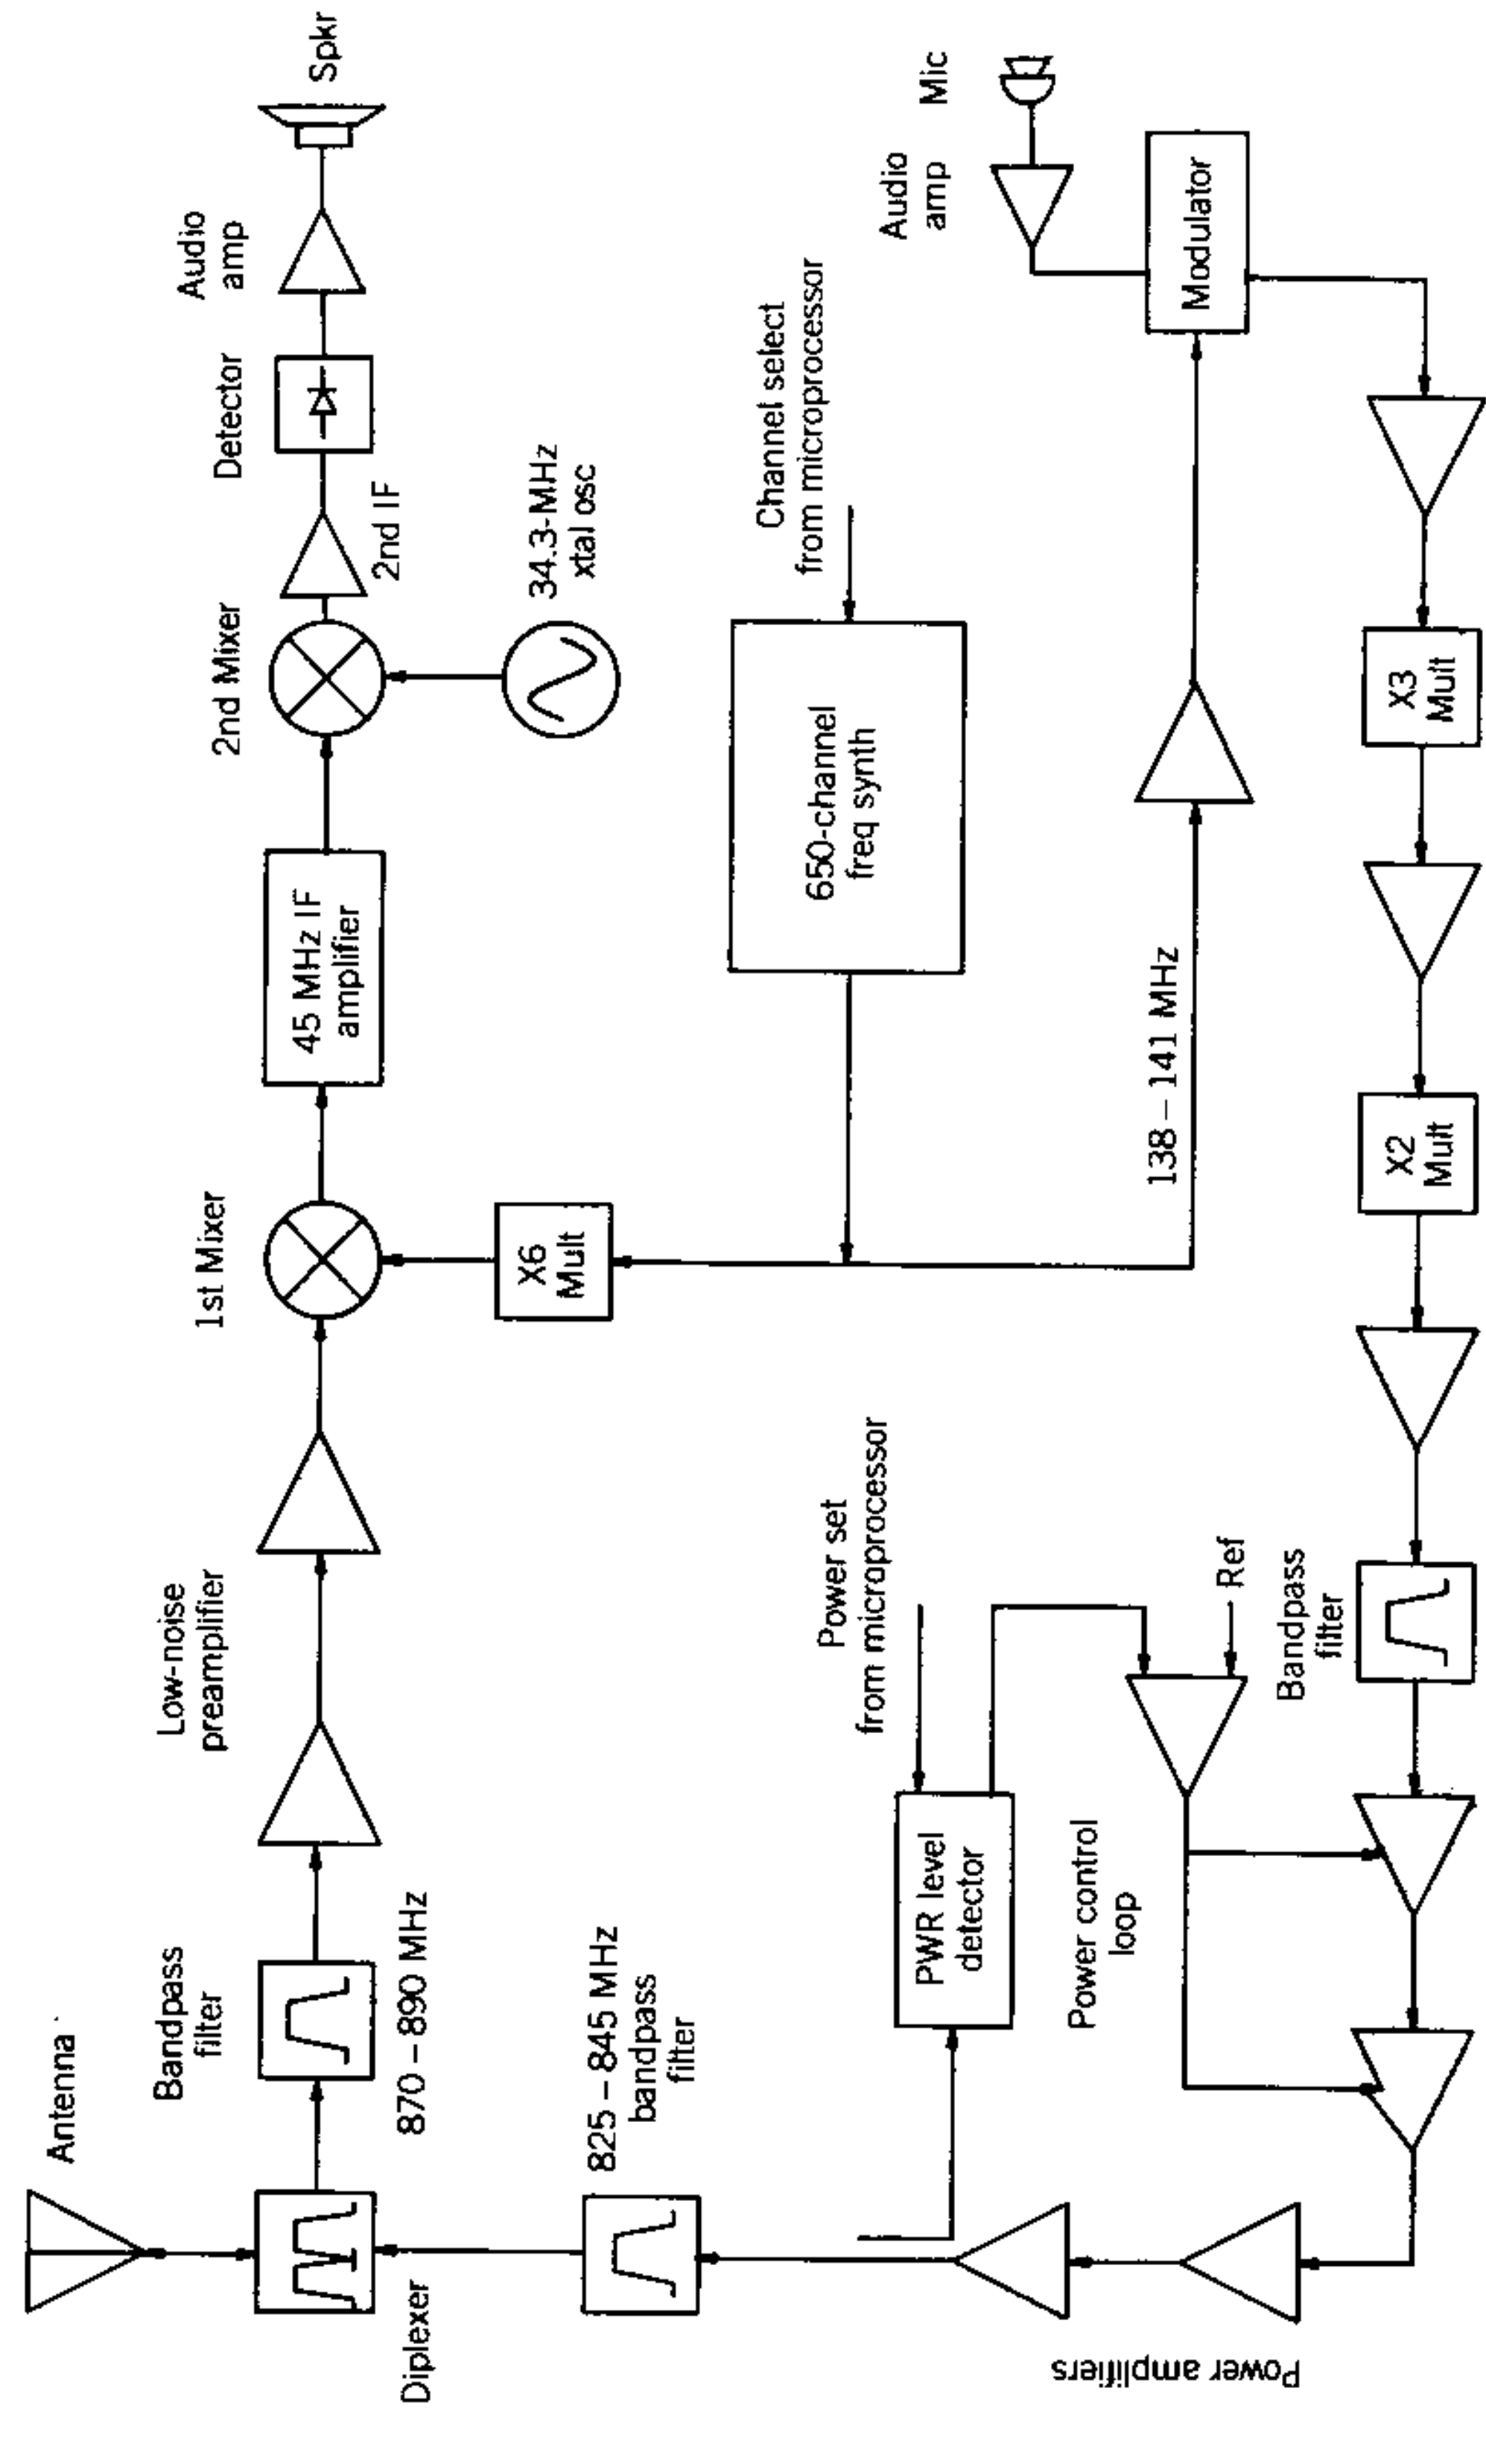 Antenna
Bandpass
filter
870 – 890 MHz
Diplexer
Low-noise
preamplifier
1st Mixer
45 MHz IF
amplifier
2nd Mixer
2nd IF
Detector
Audio
amp
Spkr
34.3-MHz
xtal osc
X6
Mult
650-channel
freq synth
Channel select
from microprocessor
138 – 141 MHz
Audio
amp
Mic
Modulator
825 – 845 MHz
bandpass
filter
PWR level
detector
Power set
from microprocessor
Power control
loop
Ref
Bandpass
filter
X2
Mult
X3
Mult
Power amplifiers